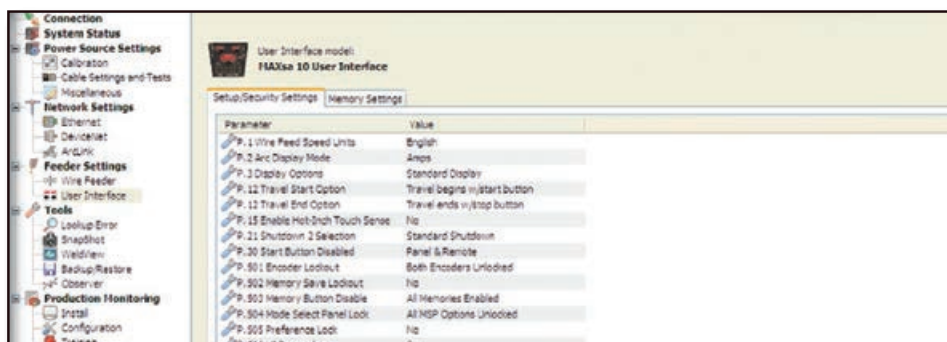 Connection
System Status
Power Source Settings
Calibration
Cable Settings and Tests
Miscellaneous
Network Settings
Ethernet
DeviceNet
ArcLink
Feeder Settings
Wire Feeder
User Interface
Tools
Lookup Error
SnapShot
WeldView
Backup/Restore
Observer
Production Monitoring
Install
Configuration
User Interface model:
MAXsa 10 User Interface
Setup/Security Settings Memory Settings
Parameter Value
P. 1 Wire Feed Speed Units English
P. 2 Arc Display Mode Amps
P. 3 Display Options Standard Display
P. 12 Travel Start Option Travel begins w/start button
P. 12 Travel End Option Travel ends w/stop button
P. 15 Enable Hot-Inch Touch Sense No
P. 21 Shutdown 2 Selection Standard Shutdown
P. 30 Start Button Disabled Panel & Remote
P. 501 Encoder Lockout Both Encoders Unlocked
P. 502 Memory Save Lockout No
P. 503 Memory Button Disable All Memories Enabled
P. 504 Mode Select Panel Lock All MSP Options Unlocked
P. 505 Preference Lock No